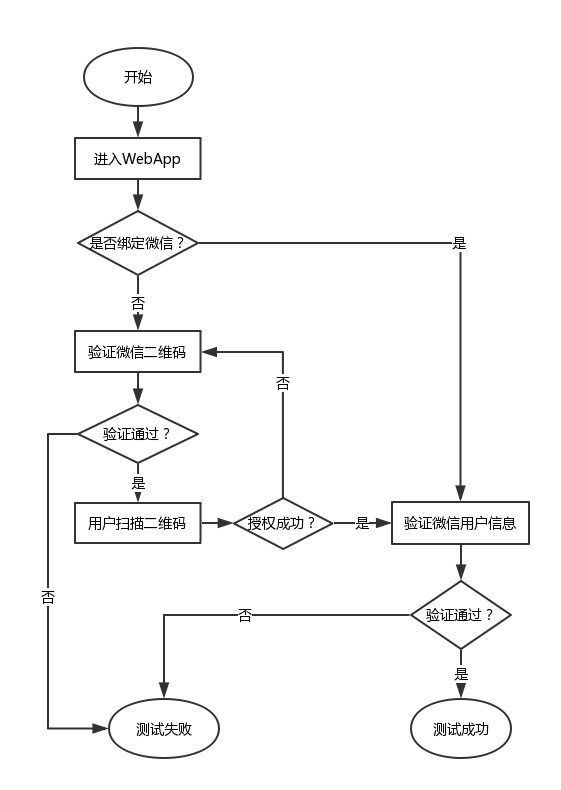 开始
进入WebApp
是否绑定微信？
是
否
验证微信二维码
否
验证通过？
是
用户扫描二维码
授权成功？
是
验证微信用户信息
否
验证通过？
否
是
测试失败
测试成功